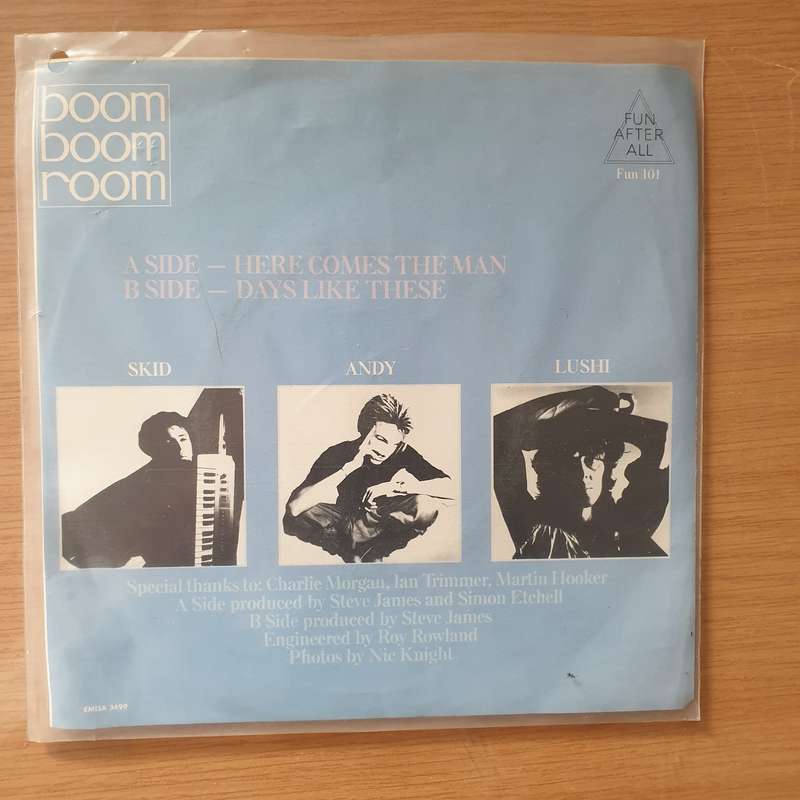 boom
boom
room
FUN
AFTER
ALL
Fun 101
A SIDE — HERE COMES THE MAN
B SIDE — DAYS LIKE THESE
SKID
ANDY
LUSHI
Special thanks to: Charlie Morgan, Ian Trimmer, Martin Hooker
A Side produced by Steve James and Simon Etchell
B Side produced by Steve James
Engineered by Roy Rowland
Photos by Nic Knight
EMISA 3499